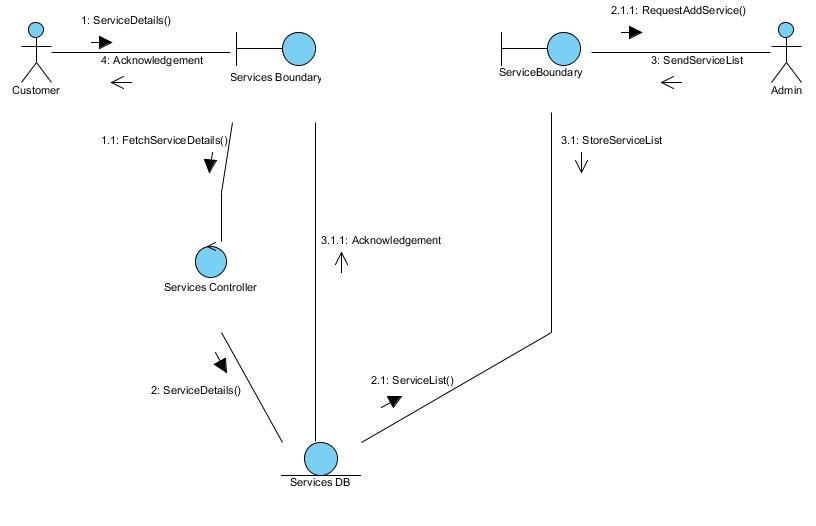 1: ServiceDetails()
2.1.1: RequestAddService()
4: Acknowledgement
3: SendServiceList
Customer
Services Boundary
ServiceBoundary
Admin
1.1: FetchServiceDetails()
3.1: StoreServiceList
3.1.1: Acknowledgement
Services Controller
2: ServiceDetails()
2.1: ServiceList()
Services DB